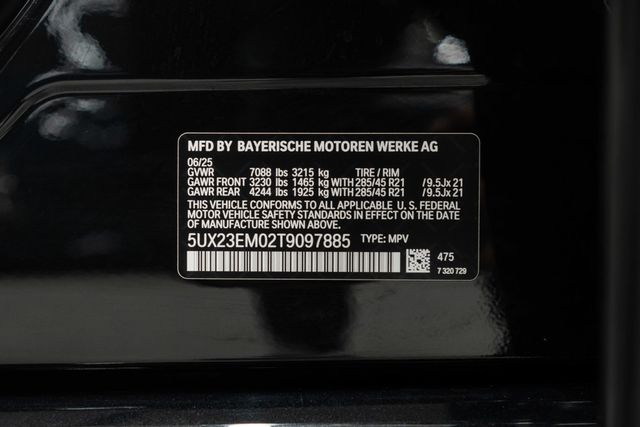 MFD BY BAYERISCHE MOTOREN WERKE AG
06/25
GVWR 7088 lbs 3215 kg TIRE / RIM
GAWR FRONT 3230 lbs 1465 kg WITH 285/45 R21 / 9.5Jx 21
GAWR REAR 4244 lbs 1925 kg WITH 285/45 R21 / 9.5Jx 21
THIS VEHICLE CONFORMS TO ALL APPLICABLE U. S. FEDERAL
MOTOR VEHICLE SAFETY STANDARDS IN EFFECT ON THE DATE
OF MANUFACTURE SHOWN ABOVE.
5UX23EM02T9097885 TYPE: MPV
475
7 320 729